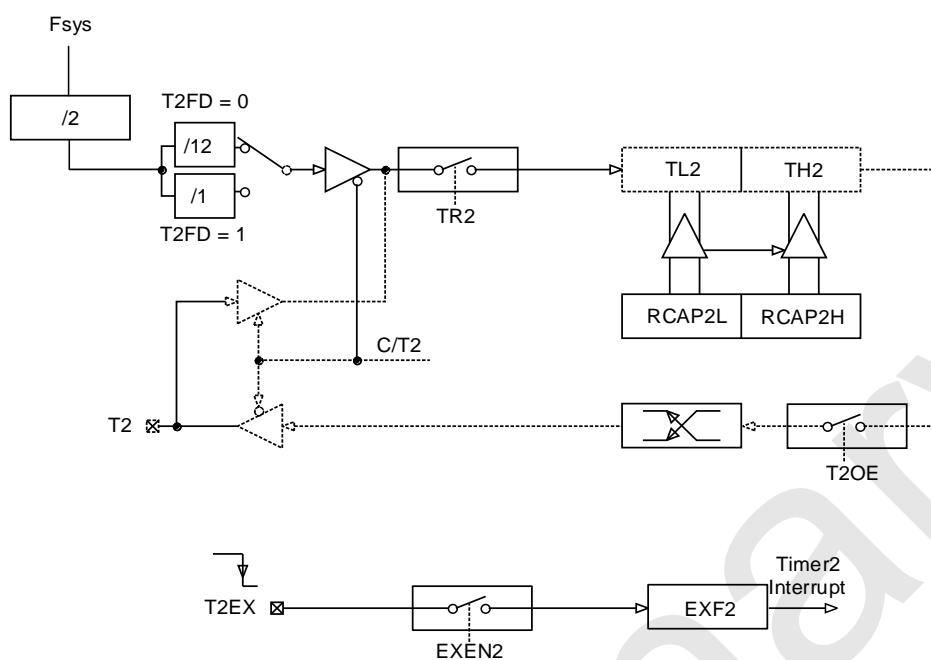 Fsys
/2
T2FD = 0
/12
/1
T2FD = 1
TR2
TL2
TH2
RCAP2L
RCAP2H
C/T2
T2
T2OE
T2EX
EXEN2
EXF2
Timer2
Interrupt